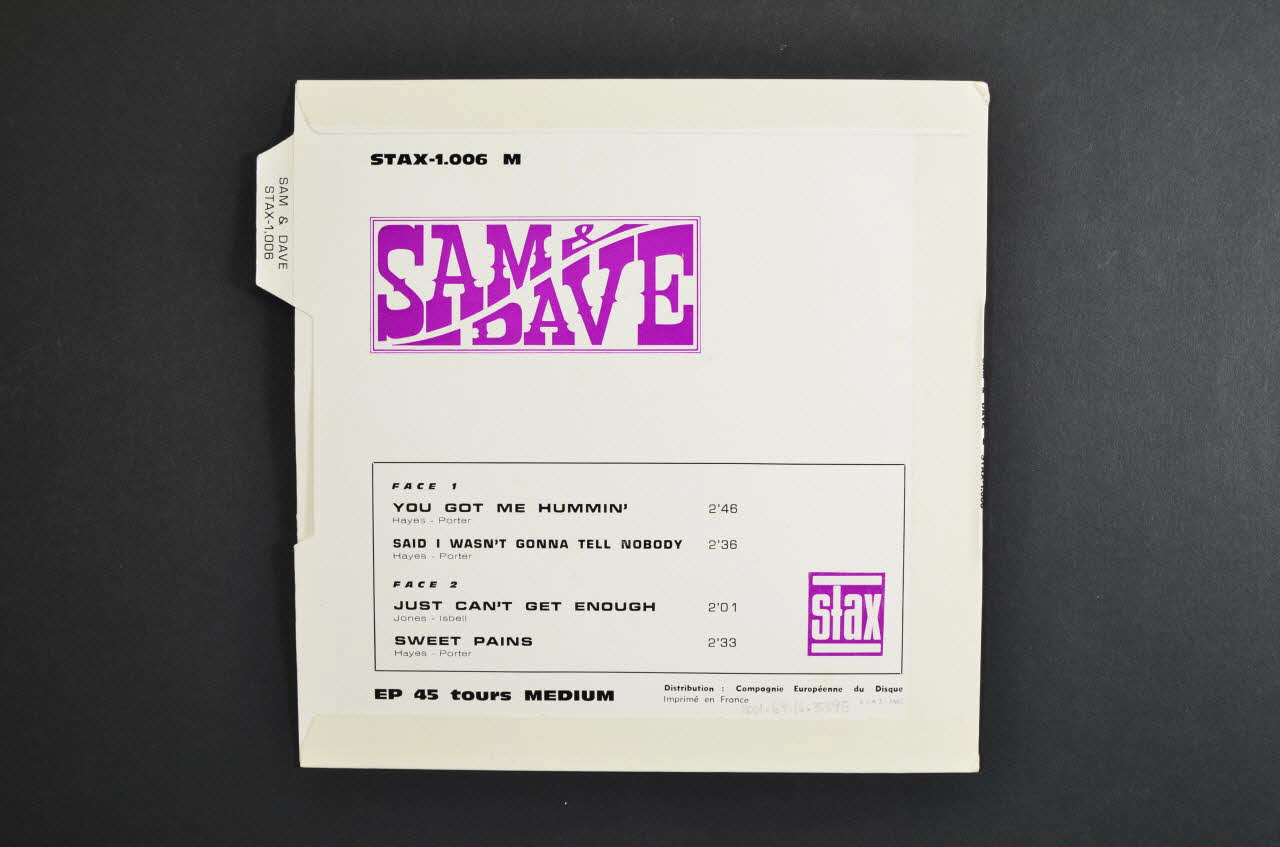 STAX-1.006 M
SAM & DAVE
STAX-1.006
SAM &
DAVE
FACE 1
YOU GOT ME HUMMIN' 2'46
Hayes - Porter
SAID I WASN'T GONNA TELL NOBODY 2'36
Hayes - Porter
FACE 2
JUST CAN'T GET ENOUGH 2'01
Jones - Isbell
SWEET PAINS 2'33
Hayes - Porter
stax
EP 45 tours MEDIUM
Distribution : Compagnie Européenne du Disque
Imprimé en France